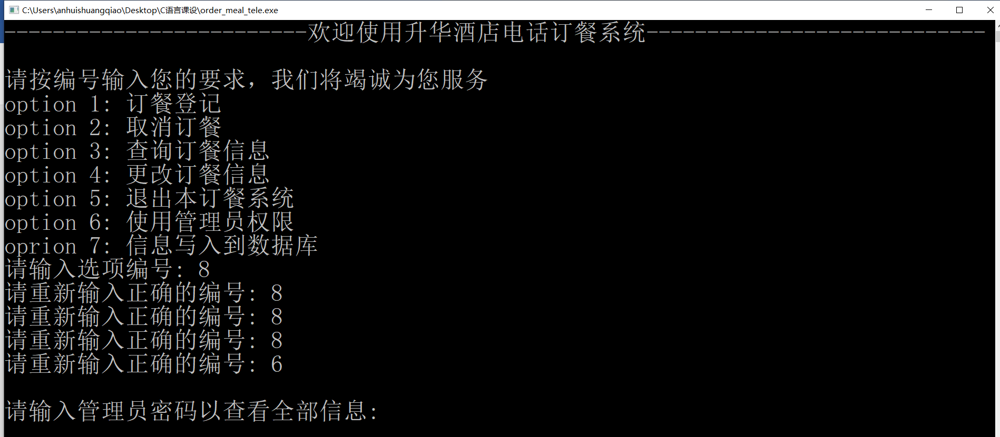 C:\Users\anhuishuangqiao\Desktop\C语言课设\order_meal_tele.exe
-------------------------欢迎使用升华酒店电话订餐系统----------------------------
请按编号输入您的要求，我们将竭诚为您服务
option 1: 订餐登记
option 2: 取消订餐
option 3: 查询订餐信息
option 4: 更改订餐信息
option 5: 退出本订餐系统
option 6: 使用管理员权限
oprion 7: 信息写入到数据库
请输入选项编号: 8
请重新输入正确的编号: 8
请重新输入正确的编号: 8
请重新输入正确的编号: 8
请重新输入正确的编号: 6
请输入管理员密码以查看全部信息: